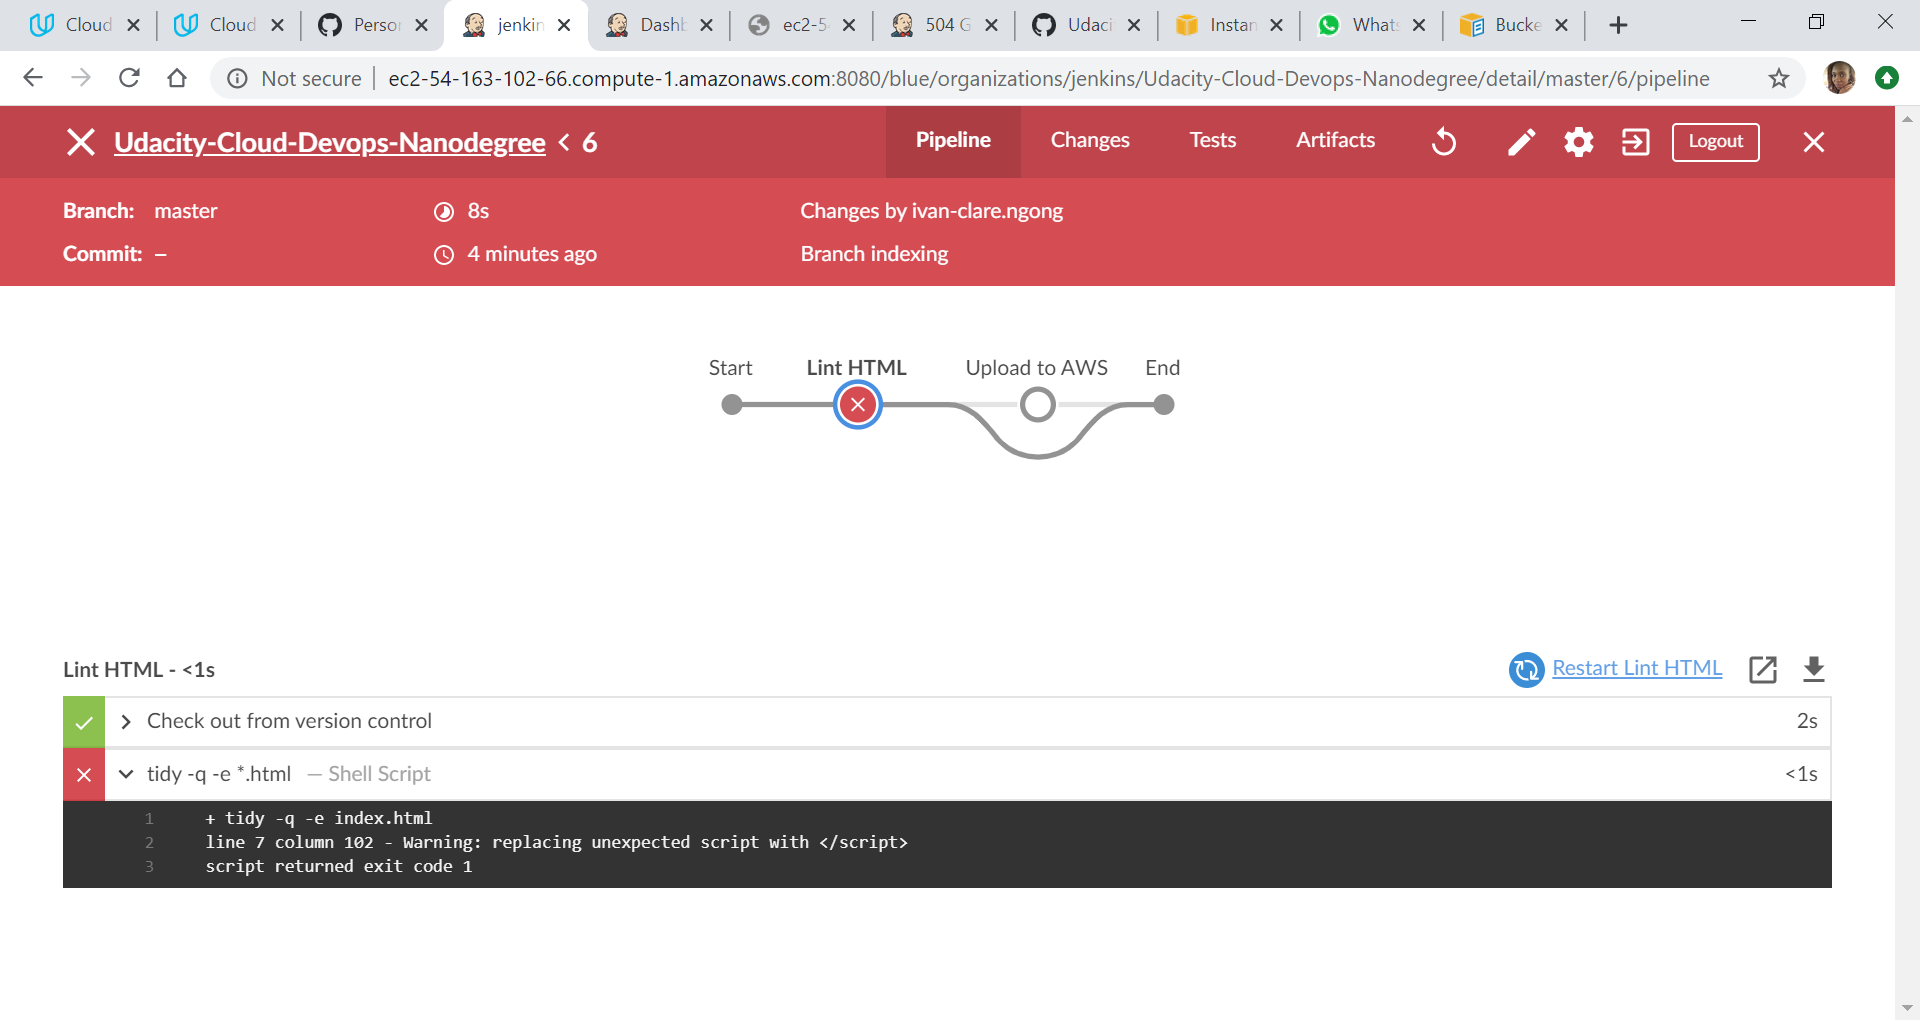 Cloud
Cloud
Person
jenkin
Dashb
ec2-5
504 G
Udaci
Instan
Whats
Bucke
Not secure
ec2-54-163-102-66.compute-1.amazonaws.com:8080/blue/organizations/jenkins/Udacity-Cloud-Devops-Nanodegree/detail/master/6/pipeline
Udacity-Cloud-Devops-Nanodegree < 6
Pipeline
Changes
Tests
Artifacts
Logout
Branch: master
8s
Changes by ivan-clare.ngong
Commit: –
4 minutes ago
Branch indexing
Start
Lint HTML
Upload to AWS
End
Lint HTML - <1s
Restart Lint HTML
Check out from version control
2s
tidy -q -e *.html — Shell Script
<1s
1 + tidy -q -e index.html
2 line 7 column 102 - Warning: replacing unexpected script with </script>
3 script returned exit code 1